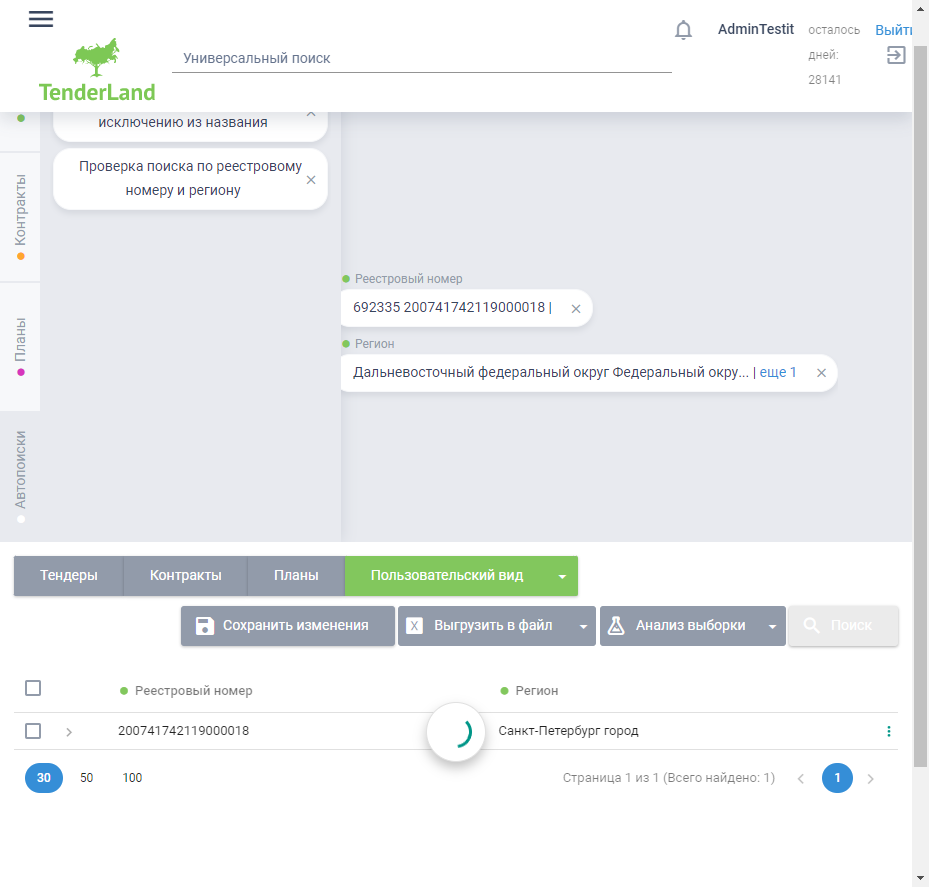 AdminTestit
осталось
дней:
28141
Выйти
Универсальный поиск
TenderLand
исключению из названия
Проверка поиска по реестровому
номеру и региону
Контракты
Планы
Автопоиски
Реестровый номер
692335 200741742119000018 |
Регион
Дальневосточный федеральный округ Федеральный окру... | еще 1
Тендеры
Контракты
Планы
Пользовательский вид
Сохранить изменения
X Выгрузить в файл
Анализ выборки
Поиск
Реестровый номер
Регион
200741742119000018
Санкт-Петербург город
30
50
100
Страница 1 из 1 (Всего найдено: 1)
1